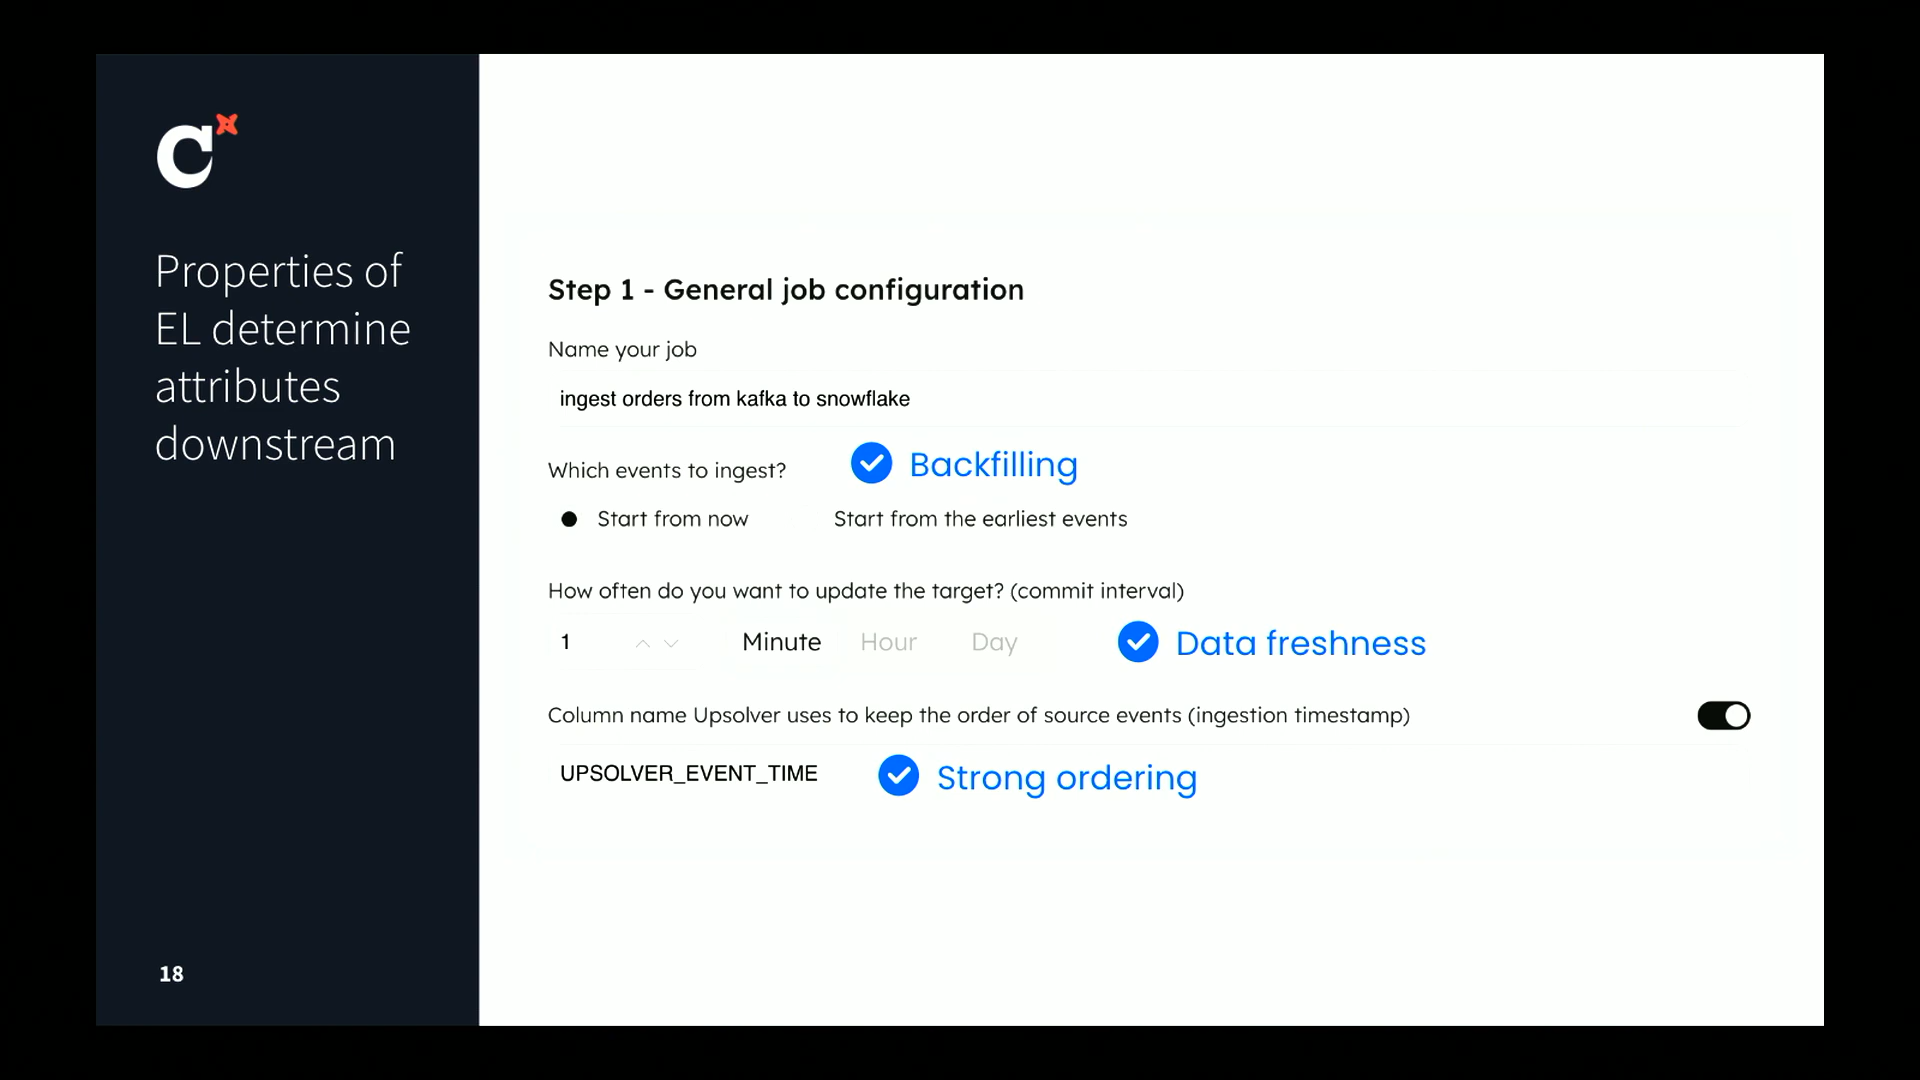 Properties of
EL determine
attributes
downstream
18
Step 1 - General job configuration
Name your job
ingest orders from kafka to snowflake
Which events to ingest?
Backfilling
Start from now
Start from the earliest events
How often do you want to update the target? (commit interval)
1
Minute
Hour
Day
Data freshness
Column name Upsolver uses to keep the order of source events (ingestion timestamp)
UPSOLVER_EVENT_TIME
Strong ordering